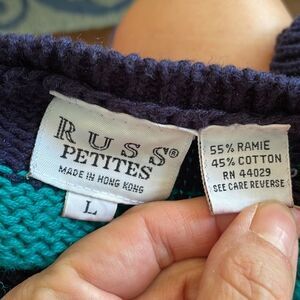 RUSS®
PETITES
MADE IN HONG KONG
L
55% RAMIE
45% COTTON
RN 44029
SEE CARE REVERSE